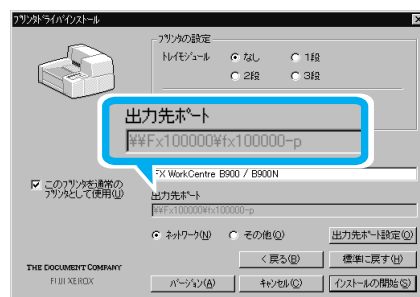 プリンタドライバインストール
プリンタの設定
トレイモジュール
なし
1段
2段
3段
出力先ポート
¥¥Fx100000¥fx100000-p
FX WorkCentre B900 / B900N
このプリンタを通常の
プリンタとして使用(U)
出力先ポート
¥¥Fx100000¥fx100000-p
ネットワーク(N)
その他(O)
出力先ポート設定(O)
< 戻る(B)
標準に戻す(H)
THE DOCUMENT COMPANY
FUJI XEROX
バージョン(A)
キャンセル(C)
インストールの開始(S)